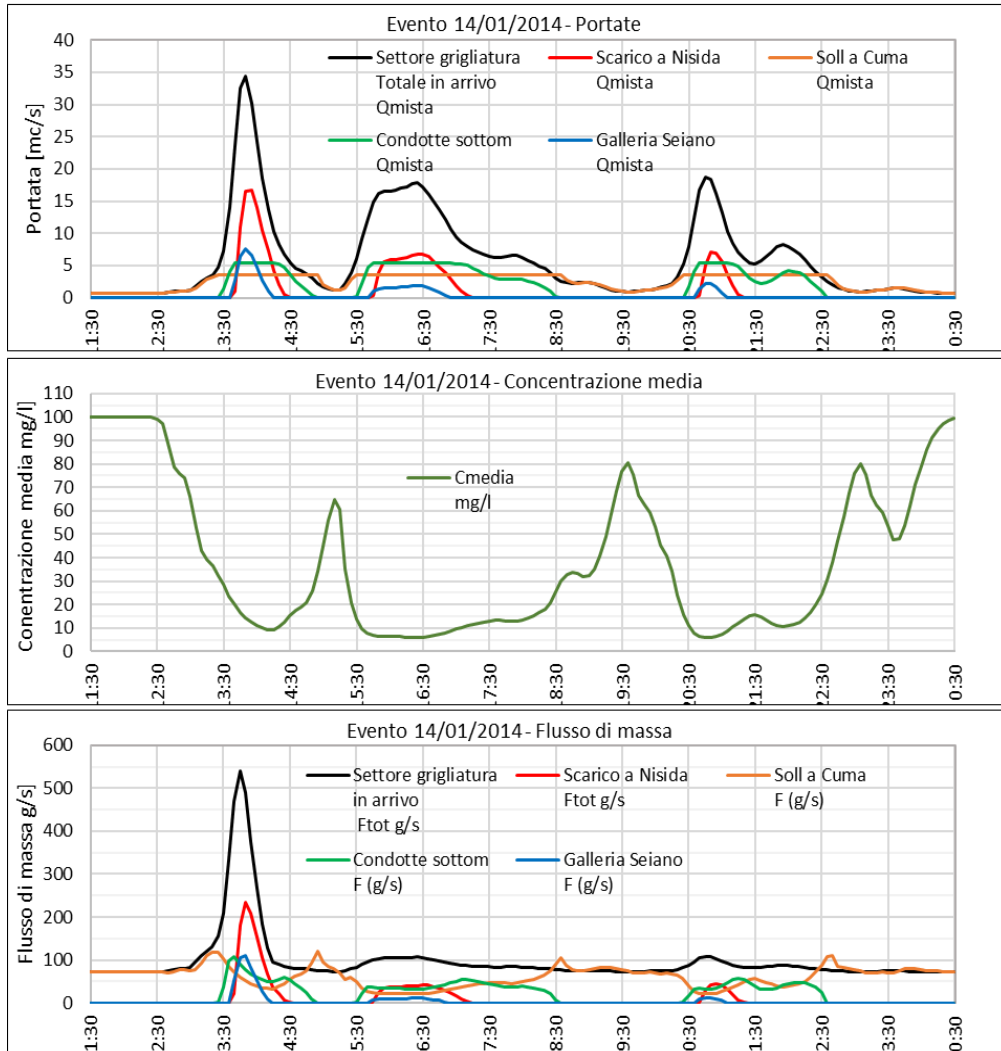 Evento 14/01/2014 - Portate
40
35
30
25
20
15
10
5
0
Portata [mc/s]
Settore grigliatura
Totale in arrivo
Qmista
Scarico a Nisida
Qmista
Soll a Cuma
Qmista
Condotte sottom
Qmista
Galleria Seiano
Qmista
1:30
2:30
3:30
4:30
5:30
6:30
7:30
8:30
9:30
20:30
21:30
22:30
23:30
0:30
Evento 14/01/2014 - Concentrazione media
110
100
90
80
70
60
50
40
30
20
10
0
Conentrazione media mg/l
Cmedia
mg/l
1:30
2:30
3:30
4:30
5:30
6:30
7:30
8:30
9:30
20:30
21:30
22:30
23:30
0:30
Evento 14/01/2014 - Flusso di massa
600
500
400
300
200
100
0
Flusso di massa g/s
Settore grigliatura
in arrivo
Ftot g/s
Scarico a Nisida
Ftot g/s
Soll a Cuma
F (g/s)
Condotte sottom
F (g/s)
Galleria Seiano
F (g/s)
1:30
2:30
3:30
4:30
5:30
6:30
7:30
8:30
9:30
20:30
21:30
22:30
23:30
0:30